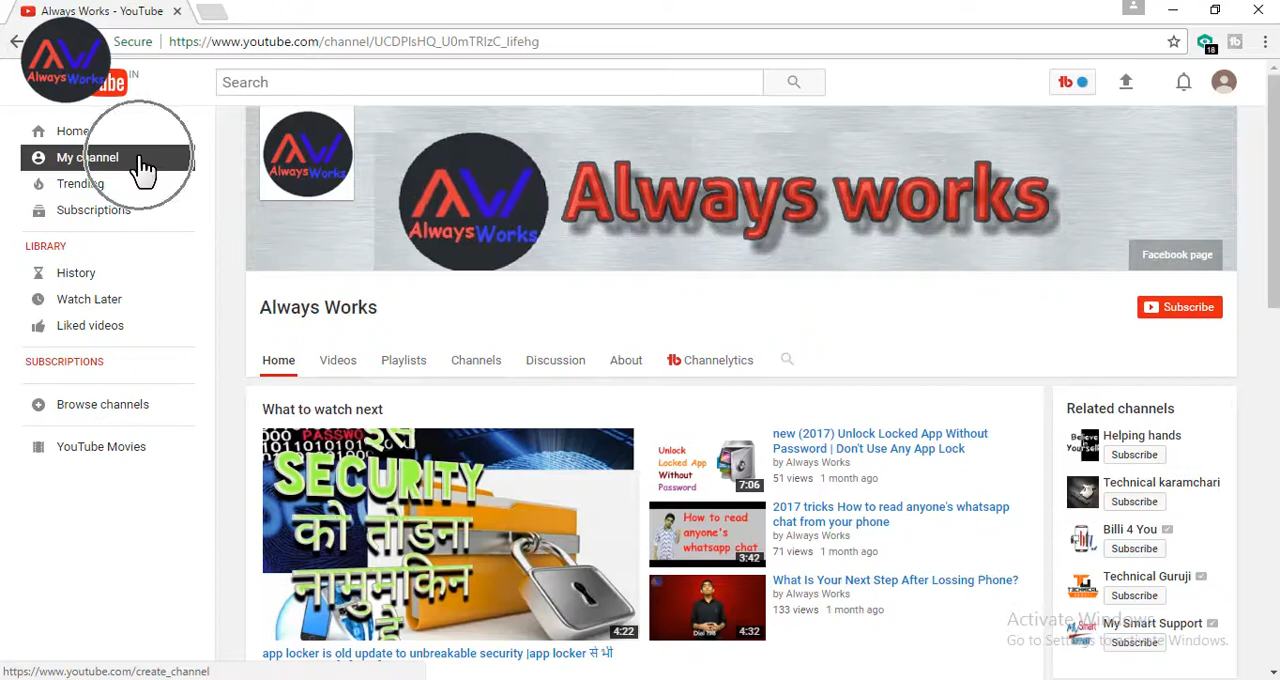 Always Works - YouTube
Secure https://www.youtube.com/channel/UCDPlsHQ_U0mTRIzC_lifehg
18
AlwaysWorks
IN
Search
Home
My channel
Trending
Subscriptions
LIBRARY
History
Watch Later
Liked videos
SUBSCRIPTIONS
Browse channels
YouTube Movies
AlwaysWorks
AlwaysWorks
Always works
Facebook page
Always Works
Subscribe
Home Videos Playlists Channels Discussion About Channelytics
What to watch next
SECURITY
को तोडना
नामुमकिन
है
4:22
app locker is old update to unbreakable security |app locker से भी
Unlock
Locked App
Without
Password
7:06
new (2017) Unlock Locked App Without
Password | Don't Use Any App Lock
by Always Works
51 views 1 month ago
How to read
anyone's
whatsapp chat
3:42
2017 tricks How to read anyone's whatsapp
chat from your phone
by Always Works
71 views 1 month ago
4:32
What Is Your Next Step After Lossing Phone?
by Always Works
133 views 1 month ago
Related channels
Helping hands
Subscribe
Technical karamchari
Subscribe
Billi 4 You
Subscribe
Technical Guruji
Subscribe
My Smart Support
Subscribe
Activate Windows
Go to Settings to activate Windows.
https://www.youtube.com/create_channel